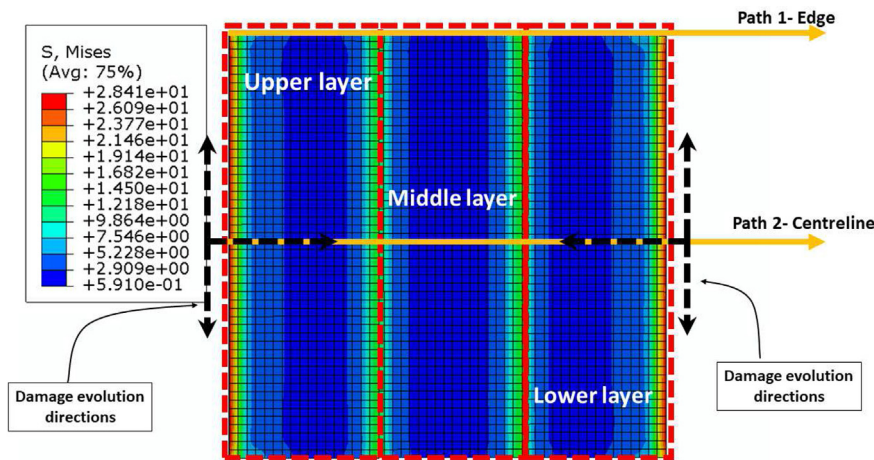 Path 1- Edge
S, Mises
(Avg: 75%)
+2.841e+01
+2.609e+01
+2.377e+01
+2.146e+01
+1.914e+01
+1.682e+01
+1.450e+01
+1.218e+01
+9.864e+00
+7.546e+00
+5.228e+00
+2.909e+00
+5.910e-01
Upper layer
Middle layer
Path 2- Centreline
Lower layer
Damage evolution
directions
Damage evolution
directions